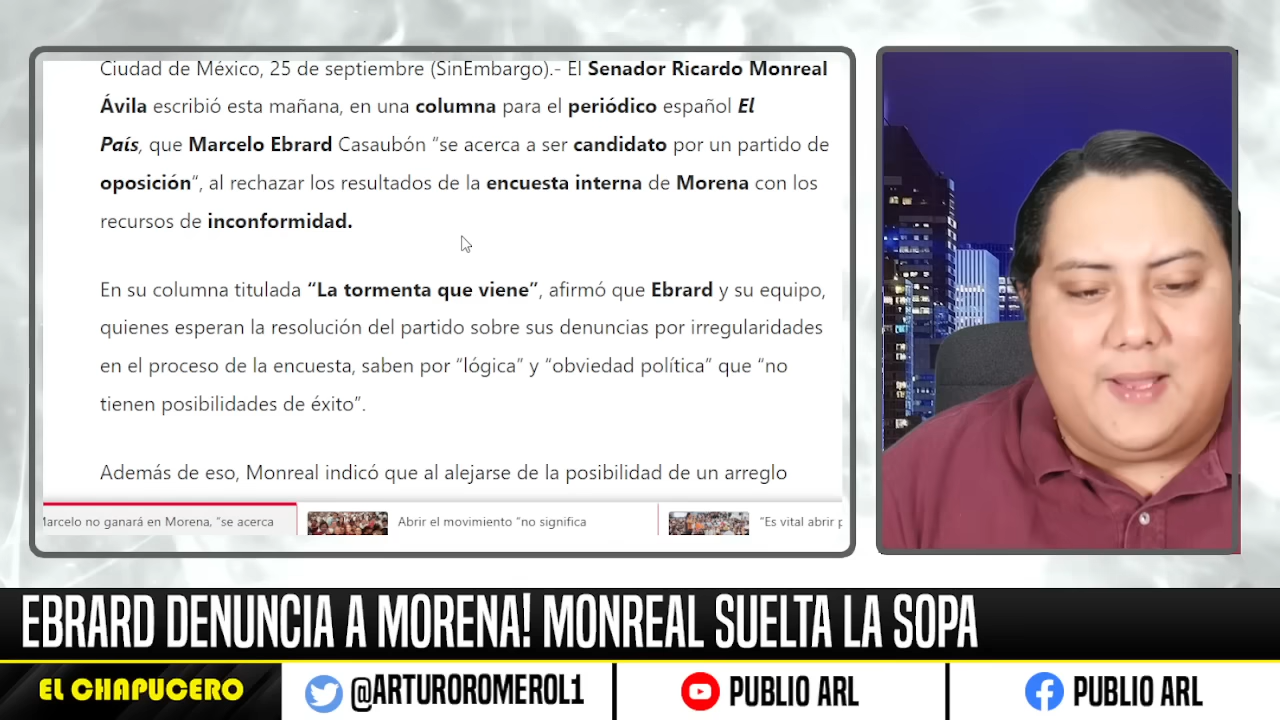 Ciudad de México, 25 de septiembre (SinEmbargo).- El Senador Ricardo Monreal
Ávila escribió esta mañana, en una columna para el periódico español El
País, que Marcelo Ebrard Casaubón “se acerca a ser candidato por un partido de
oposición“, al rechazar los resultados de la encuesta interna de Morena con los
recursos de inconformidad.
En su columna titulada “La tormenta que viene”, afirmó que Ebrard y su equipo,
quienes esperan la resolución del partido sobre sus denuncias por irregularidades
en el proceso de la encuesta, saben por “lógica” y “obviedad política” que “no
tienen posibilidades de éxito”.
Además de eso, Monreal indicó que al alejarse de la posibilidad de un arreglo
Marcelo no ganará en Morena, “se acerca
Abrir el movimiento “no significa
“Es vital abrir p
EBRARD DENUNCIA A MORENA! MONREAL SUELTA LA SOPA
EL CHAPUCERO
@ARTUROROMEROL1
PUBLIO ARL
PUBLIO ARL